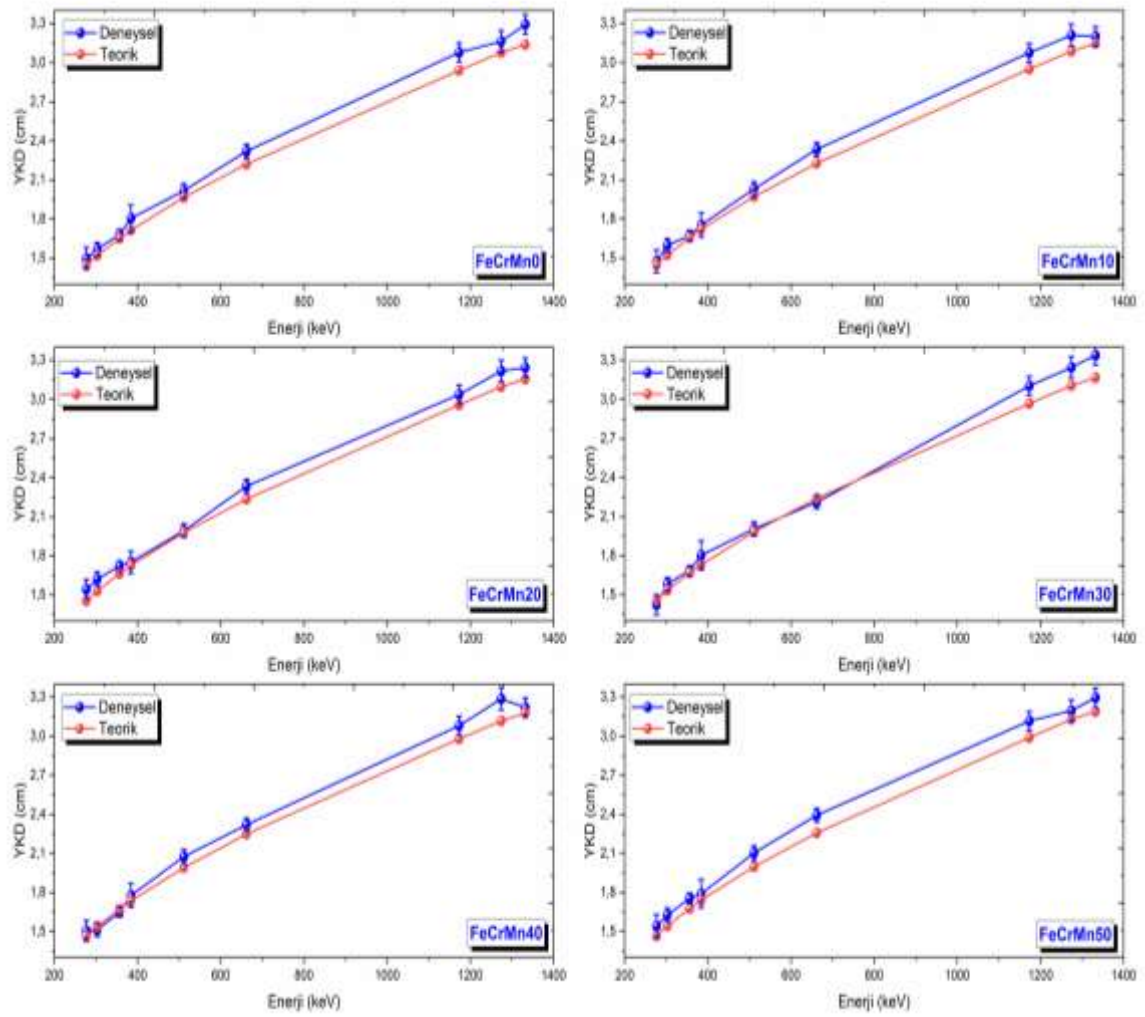 3,3
3,0
2,7
2,4
2,1
1,8
1,5
YKD (cm)
Deneysel
Teorik
FeCrMn0
200 400 600 800 1000 1200 1400
Enerji (keV)
3,3
3,0
2,7
2,4
2,1
1,8
1,5
YKD (cm)
Deneysel
Teorik
FeCrMn10
200 400 600 800 1000 1200 1400
Enerji (keV)
3,3
3,0
2,7
2,4
2,1
1,8
1,5
YKD (cm)
Deneysel
Teorik
FeCrMn20
200 400 600 800 1000 1200 1400
Enerji (keV)
3,3
3,0
2,7
2,4
2,1
1,8
1,5
YKD (cm)
Deneysel
Teorik
FeCrMn30
200 400 600 800 1000 1200 1400
Enerji (keV)
3,3
3,0
2,7
2,4
2,1
1,8
1,5
YKD (cm)
Deneysel
Teorik
FeCrMn40
200 400 600 800 1000 1200 1400
Enerji (keV)
3,3
3,0
2,7
2,4
2,1
1,8
1,5
YKD (cm)
Deneysel
Teorik
FeCrMn50
200 400 600 800 1000 1200 1400
Enerji (keV)